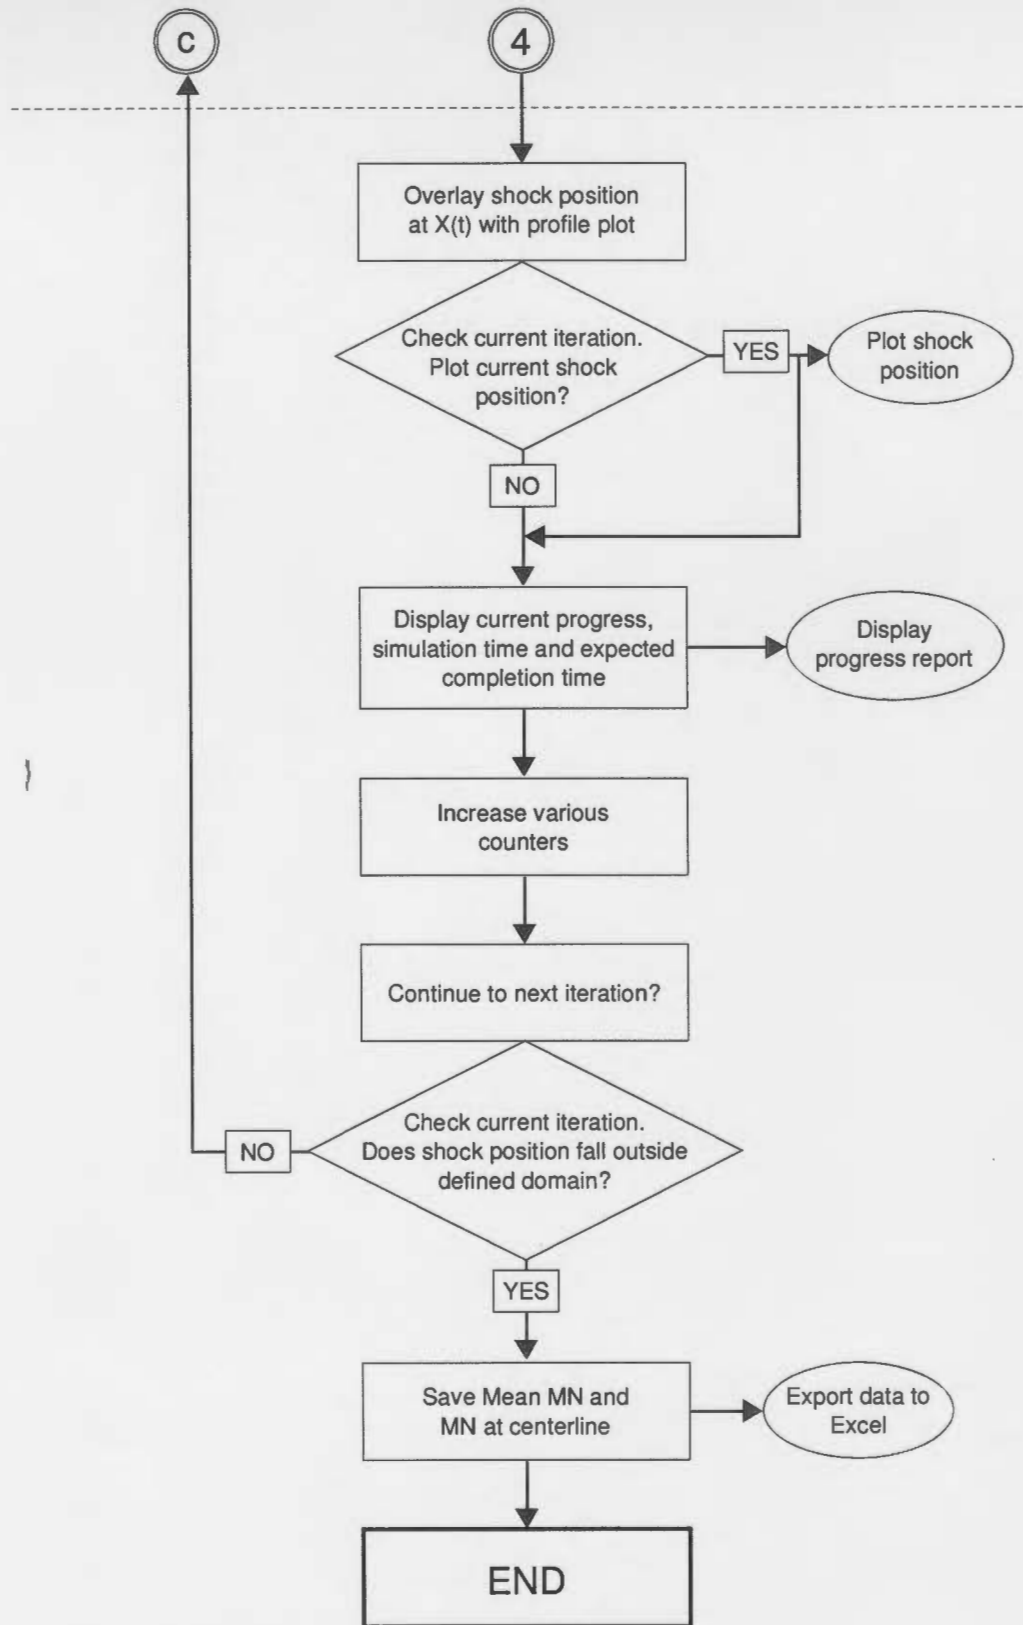 C
4
Overlay shock position
at X(t) with profile plot
Check current iteration.
Plot current shock
position?
YES
Plot shock
position
NO
Display current progress,
simulation time and expected
completion time
Display
progress report
Increase various
counters
Continue to next iteration?
Check current iteration.
Does shock position fall outside
defined domain?
NO
YES
Save Mean MN and
MN at centerline
Export data to
Excel
END